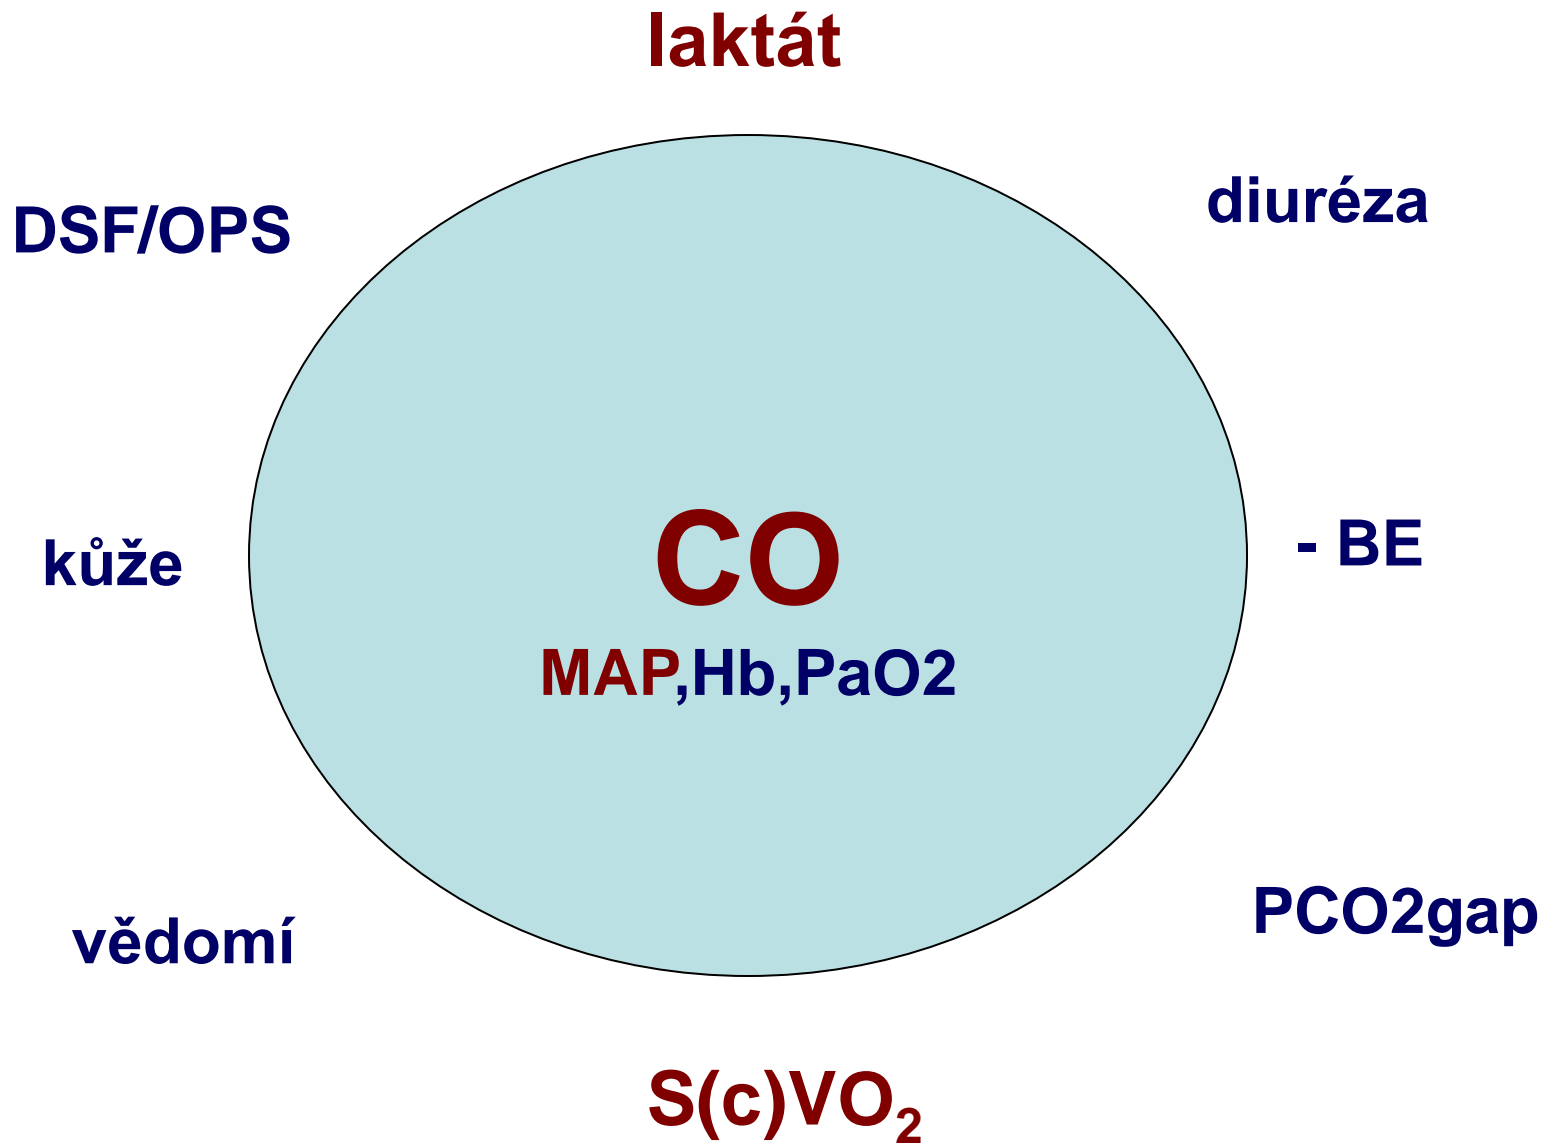 laktát
diuréza
DSF/OPS
kůže
- BE
CO
MAP,Hb,PaO2
vědomí
PCO2gap
S(c)VO₂